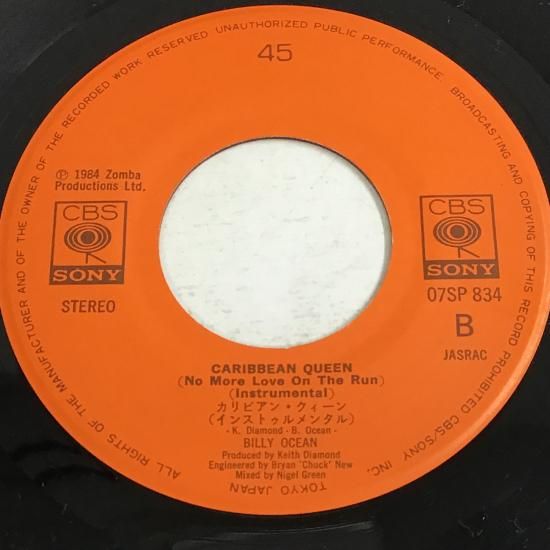 ALL RIGHTS OF THE MANUFACTURER AND OF THE OWNER OF THE RECORDED WORK RESERVED UNAUTHORIZED PUBLIC PERFORMANCE. BROADCASTING AND COPYING OF THIS RECORD PROHIBITED CBS/SONY INC.
45
Ⓟ 1984 Zomba
Productions Ltd.
CBS
SONY
STEREO
CBS
SONY
07SP 834
B
JASRAC
CARIBBEAN QUEEN
(No More Love On The Run)
(Instrumental)
カリビアン・クィーン
(インストゥルメンタル)
- K. Diamond - B. Ocean -
BILLY OCEAN
Produced by Keith Diamond
Engineered by Bryan "Chuck" New
Mixed by Nigel Green
TOKYO JAPAN